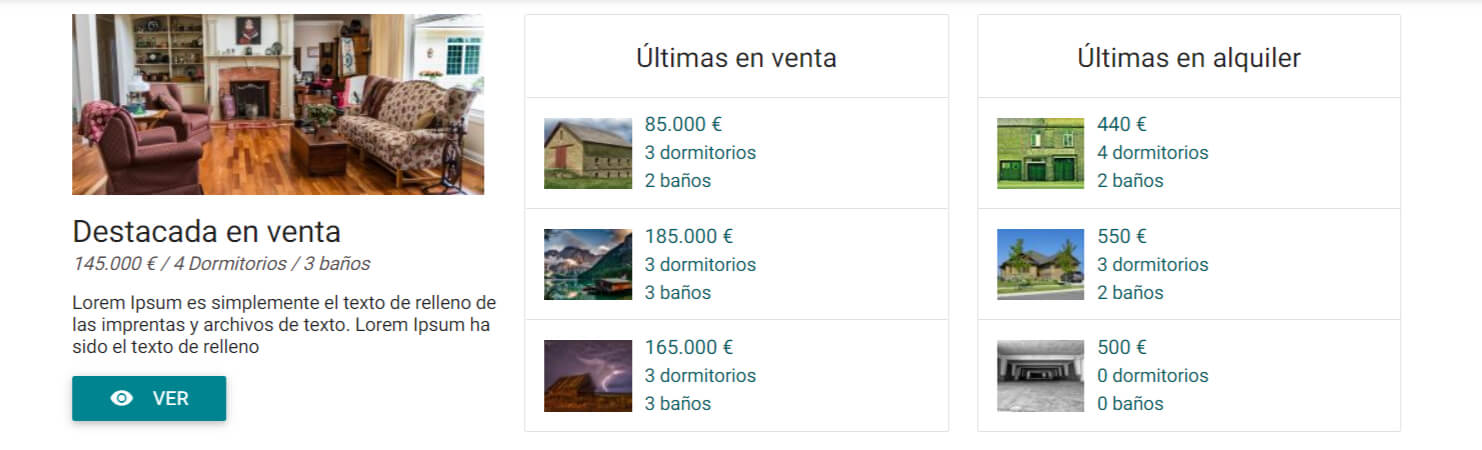 Destacada en venta
145.000 € / 4 Dormitorios / 3 baños
Lorem Ipsum es simplemente el texto de relleno de
las imprentas y archivos de texto. Lorem Ipsum ha
sido el texto de relleno
VER
Últimas en venta
85.000 €
3 dormitorios
2 baños
185.000 €
3 dormitorios
3 baños
165.000 €
3 dormitorios
3 baños
Últimas en alquiler
440 €
4 dormitorios
2 baños
550 €
3 dormitorios
2 baños
500 €
0 dormitorios
0 baños